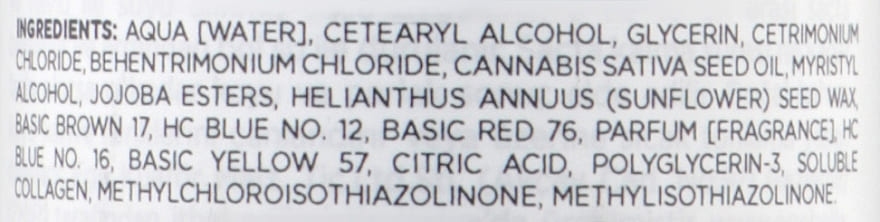 INGREDIENTS: AQUA [WATER], CETEARYL ALCOHOL, GLYCERIN, CETRIMONIUM
CHLORIDE, BEHENTRIMONIUM CHLORIDE, CANNABIS SATIVA SEED OIL, MYRISTYL
ALCOHOL, JOJOBA ESTERS, HELIANTHUS ANNUUS (SUNFLOWER) SEED WAX,
BASIC BROWN 17, HC BLUE NO. 12, BASIC RED 76, PARFUM [FRAGRANCE], HC
BLUE NO. 16, BASIC YELLOW 57, CITRIC ACID, POLYGLYCERIN-3, SOLUBLE
COLLAGEN, METHYLCHLOROISOTHIAZOLINONE, METHYLISOTHIAZOLINONE.